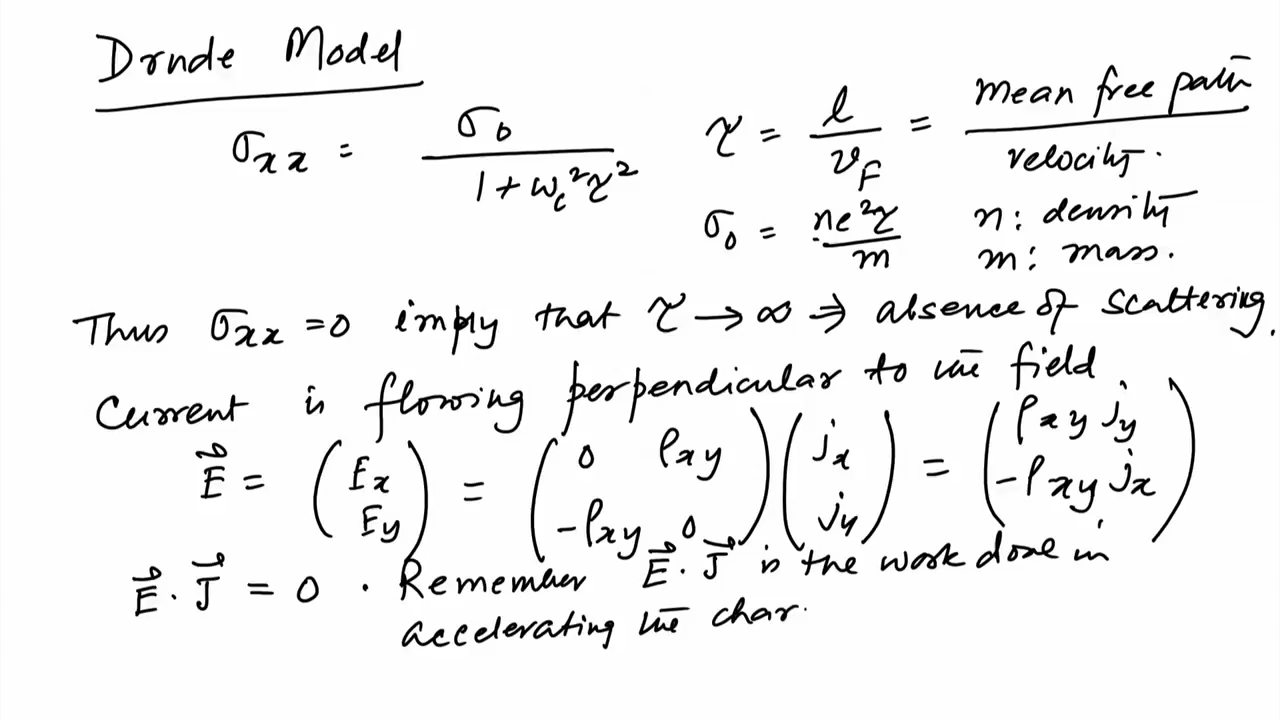 Drude Model
σxx = σ0 / (1 + ωc²τ²)
τ = l / vF = mean free path / velocity.
σ0 = ne²τ / m
n: density
m: mass.
Thus σxx = 0 imply that τ → ∞ ⇒ absence of scattering.
Current is flowing perpendicular to the field
E⃗ = (Ex Ey) = (0 ρxy -ρxy 0) (jx jy) = (ρxy jy -ρxy jx)
E⃗ . J⃗ = 0 . Remember E⃗ . J⃗ is the work done in
accelerating the char.